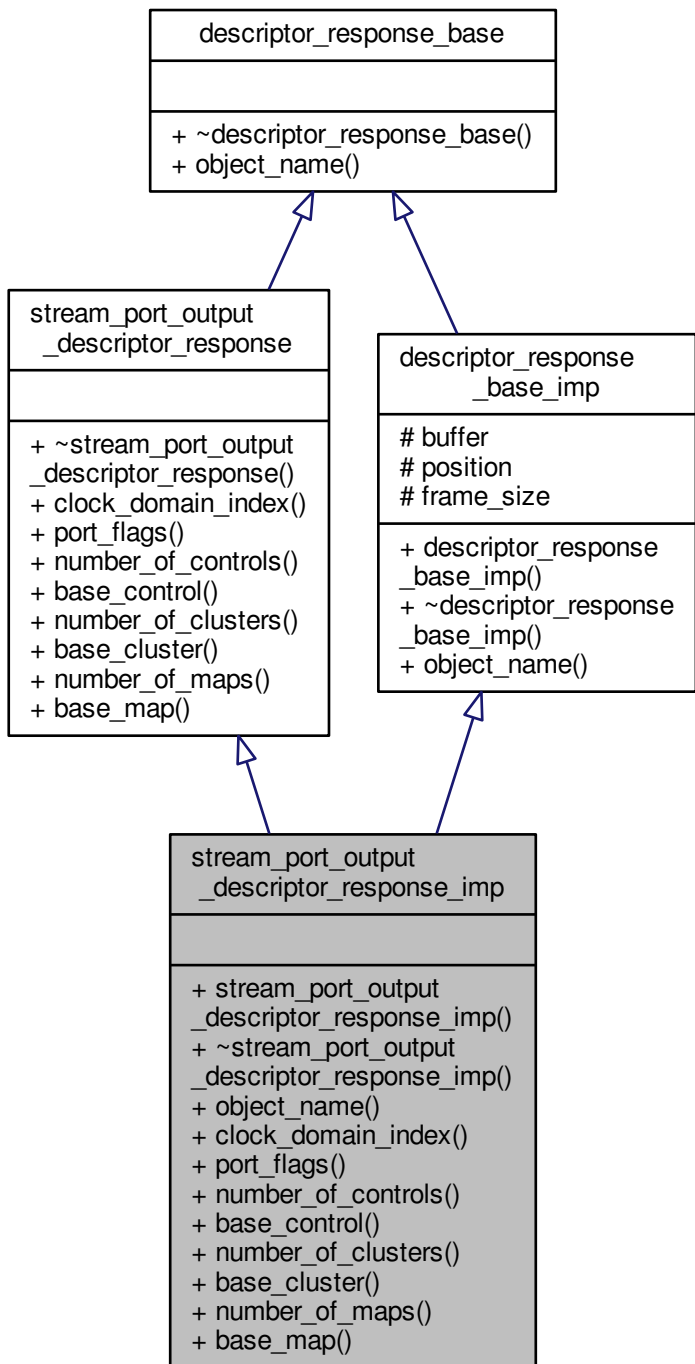 descriptor_response_base
+ ~descriptor_response_base()
+ object_name()
stream_port_output
_descriptor_response
+ ~stream_port_output
_descriptor_response()
+ clock_domain_index()
+ port_flags()
+ number_of_controls()
+ base_control()
+ number_of_clusters()
+ base_cluster()
+ number_of_maps()
+ base_map()
descriptor_response
_base_imp
# buffer
# position
# frame_size
+ descriptor_response
_base_imp()
+ ~descriptor_response
_base_imp()
+ object_name()
stream_port_output
_descriptor_response_imp
+ stream_port_output
_descriptor_response_imp()
+ ~stream_port_output
_descriptor_response_imp()
+ object_name()
+ clock_domain_index()
+ port_flags()
+ number_of_controls()
+ base_control()
+ number_of_clusters()
+ base_cluster()
+ number_of_maps()
+ base_map()